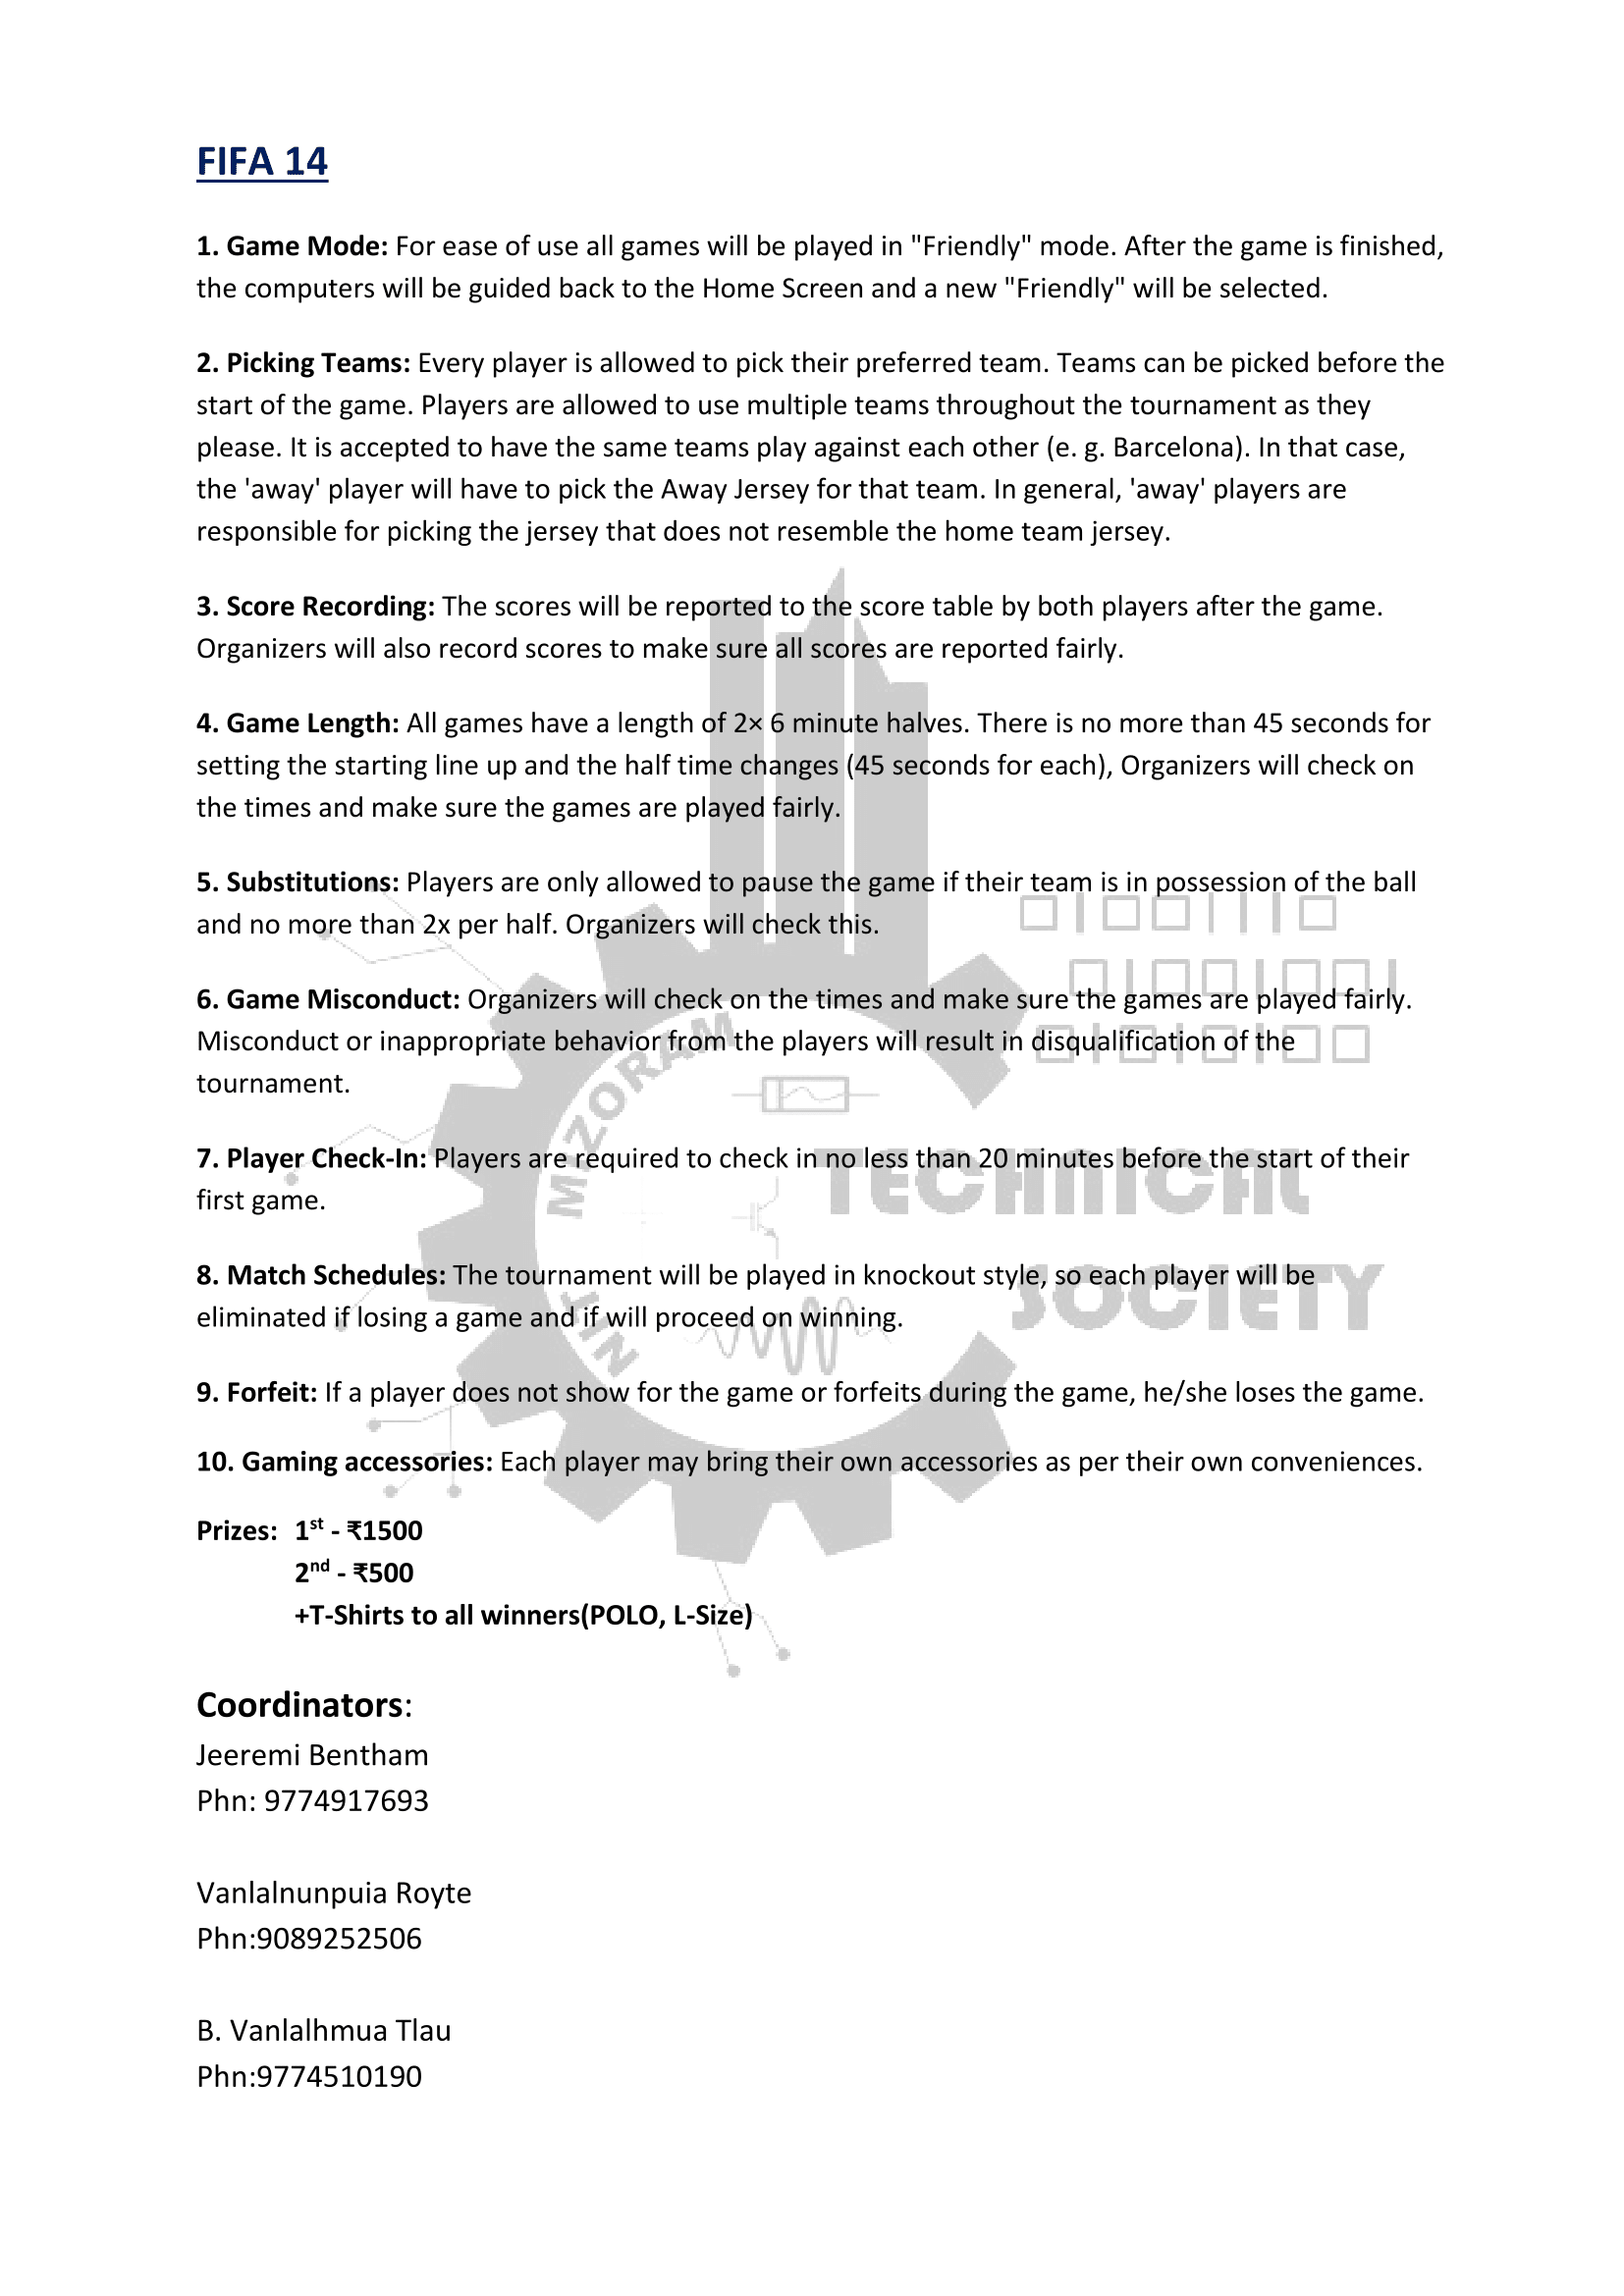 FIFA 14
1. Game Mode: For ease of use all games will be played in "Friendly" mode. After the game is finished,
the computers will be guided back to the Home Screen and a new "Friendly" will be selected.
2. Picking Teams: Every player is allowed to pick their preferred team. Teams can be picked before the
start of the game. Players are allowed to use multiple teams throughout the tournament as they
please. It is accepted to have the same teams play against each other (e. g. Barcelona). In that case,
the 'away' player will have to pick the Away Jersey for that team. In general, 'away' players are
responsible for picking the jersey that does not resemble the home team jersey.
3. Score Recording: The scores will be reported to the score table by both players after the game.
Organizers will also record scores to make sure all scores are reported fairly.
4. Game Length: All games have a length of 2× 6 minute halves. There is no more than 45 seconds for
setting the starting line up and the half time changes (45 seconds for each), Organizers will check on
the times and make sure the games are played fairly.
5. Substitutions: Players are only allowed to pause the game if their team is in possession of the ball
and no more than 2x per half. Organizers will check this.
6. Game Misconduct: Organizers will check on the times and make sure the games are played fairly.
Misconduct or inappropriate behavior from the players will result in disqualification of the
tournament.
7. Player Check-In: Players are required to check in no less than 20 minutes before the start of their
first game.
8. Match Schedules: The tournament will be played in knockout style, so each player will be
eliminated if losing a game and if will proceed on winning.
9. Forfeit: If a player does not show for the game or forfeits during the game, he/she loses the game.
10. Gaming accessories: Each player may bring their own accessories as per their own conveniences.
Prizes: 1st - ₹1500
2nd - ₹500
+T-Shirts to all winners(POLO, L-Size)
Coordinators:
Jeeremi Bentham
Phn: 9774917693
Vanlalnunpuia Royte
Phn:9089252506
B. Vanlalhmua Tlau
Phn:9774510190
NIT MIZORAM
TECHNICAL
SOCIETY